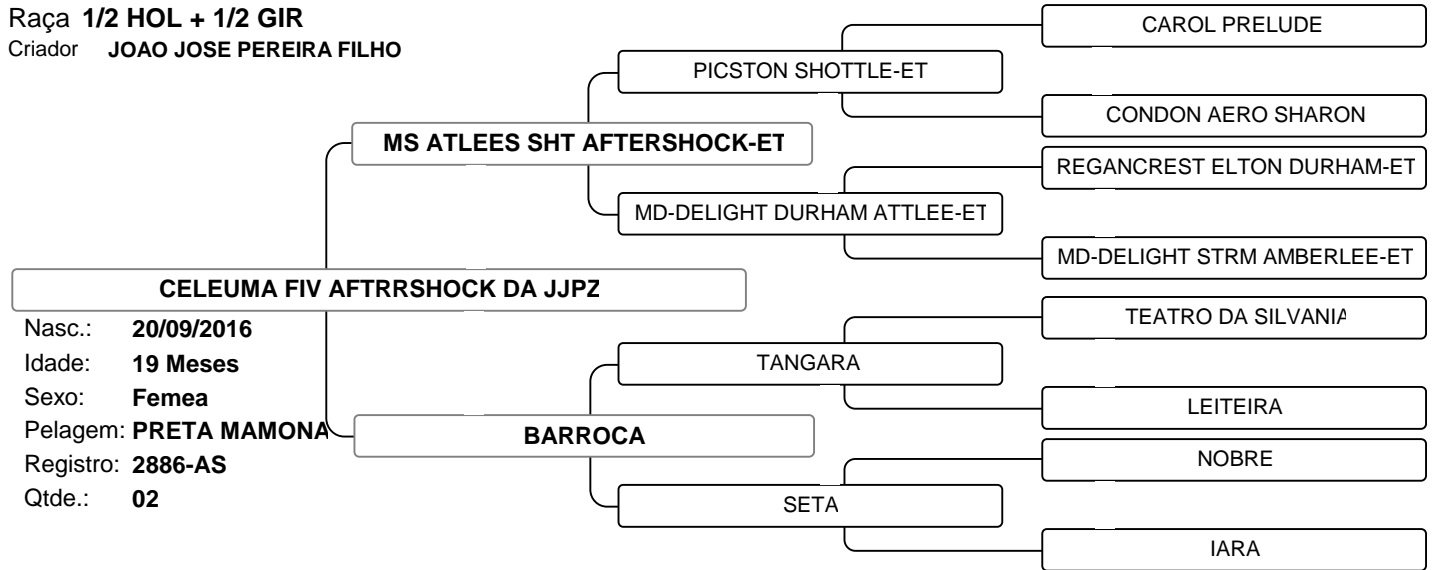 Raça 1/2 HOL + 1/2 GIR
Criador JOAO JOSE PEREIRA FILHO
CAROL PRELUDE
PICSTON SHOTTLE-ET
CONDON AERO SHARON
MS ATLEES SHT AFTERSHOCK-ET
REGANCREST ELTON DURHAM-ET
MD-DELIGHT DURHAM ATTLEE-ET
MD-DELIGHT STRM AMBERLEE-ET
CELEUMA FIV AFTRRSHOCK DA JJPZ
Nasc.: 20/09/2016
Idade: 19 Meses
Sexo: Femea
Pelagem: PRETA MAMONA
Registro: 2886-AS
Qtde.: 02
TEATRO DA SILVANIA
TANGARA
LEITEIRA
BARROCA
NOBRE
SETA
IARA